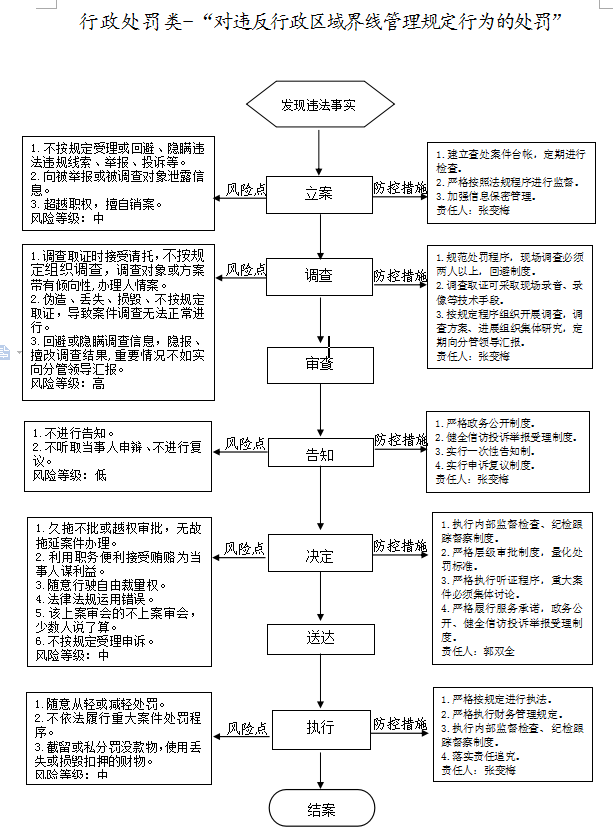 行政处罚类-“对违反行政区域界线管理规定行为的处罚”
发现违法事实
1.不按规定受理或回避、隐瞒违
法违规线索、举报、投诉等。
2.向被举报或被调查对象泄露信
息。
3.超越职权，擅自销案。
风险等级：中
风险点
立案
防控措施
1.建立查处案件台帐，定期进行
检查。
2.严格按照法规程序进行监督。
3.加强信息保密管理。
责任人：张变梅
1.调查取证时接受请托，不按规
定组织调查，调查对象或方案
带有倾向性,办理人情案。
2.伪造、丢失、损毁、不按规定
取证，导致案件调查无法正常进
行。
3.回避或隐瞒调查信息，隐报、
擅改调查结果,重要情况不如实
向分管领导汇报。
风险等级：高
风险点
调查
防控措施
1.规范处罚程序，现场调查必须
两人以上，回避制度。
2.调查取证可采取现场录音、录
像等技术手段。
3.按规定程序组织开展调查，调
查方案、进展组织集体研究，定
期向分管领导汇报。
责任人：张变梅
审查
1.不进行告知。
2.不听取当事人申辩、不进行复
议。
风险等级：低
风险点
告知
防控措施
1.严格政务公开制度。
2.健全信访投诉举报受理制度。
3.实行一次性告知制。
4.实行申诉复议制度。
责任人：张变梅
1.久拖不批或越权审批，无故
拖延案件办理。
2.利用职务便利接受贿赂为当
事人谋利益。
3.随意行驶自由裁量权。
4.法律法规运用错误。
5.该上案审会的不上案审会，
少数人说了算。
6.不按规定受理申诉。
风险等级：中
风险点
决定
防控措施
1.执行内部监督检查、纪检跟
踪督察制度。
2.严格层级审批制度，量化处
罚标准。
3.严格执行听证程序，重大案
件必须集体讨论。
4.严格履行服务承诺，政务公
开、健全信访投诉举报受理制
度。
责任人：郭双全
送达
1.随意从轻或减轻处罚。
2.不依法履行重大案件处罚程
序。
3.截留或私分罚没款物,使用丢
失或损毁扣押的财物。
风险等级：中
风险点
执行
防控措施
1.严格按规定进行执法。
2.严格执行财务管理规定。
3.执行内部监督检查、纪检跟
踪督察制度。
4.落实责任追究。
责任人：张变梅
结案